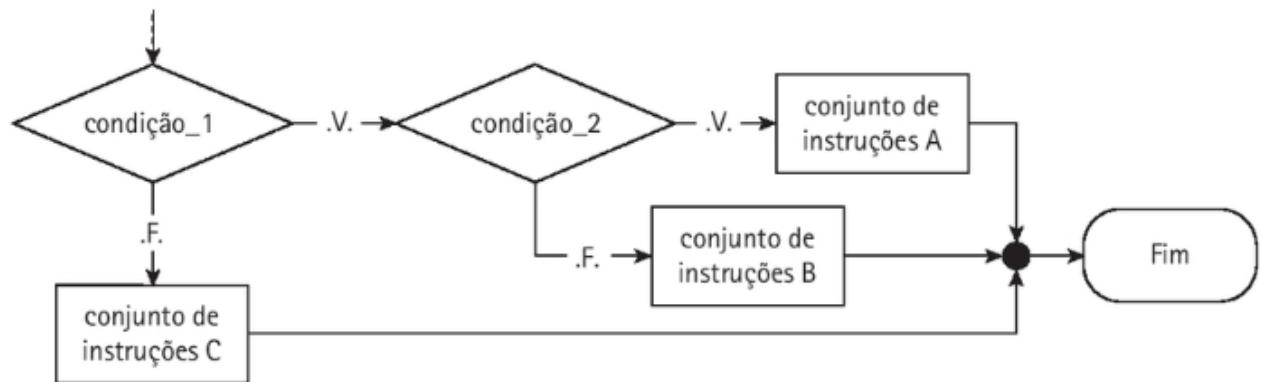 condição_1
.V.
condição_2
.V.
conjunto de
instruções A
.F.
.F.
conjunto de
instruções B
Fim
conjunto de
instruções C